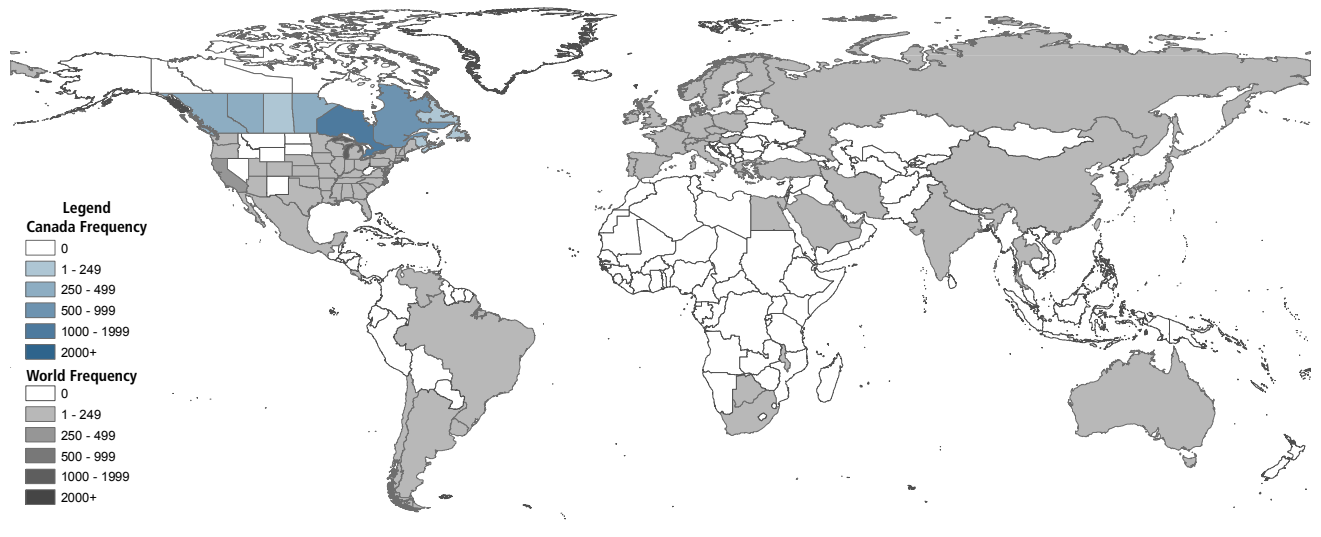 Legend
Canada Frequency
0
1 - 249
250 - 499
500 - 999
1000 - 1999
2000+
World Frequency
0
1 - 249
250 - 499
500 - 999
1000 - 1999
2000+